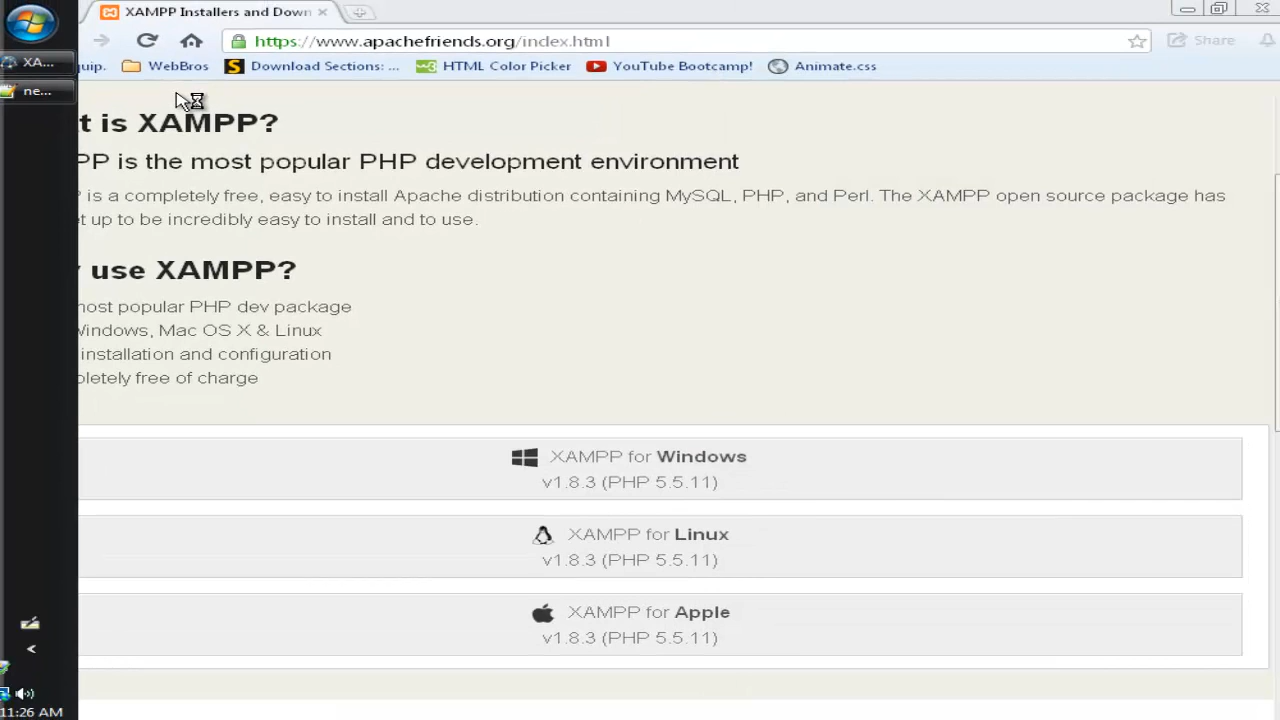 XAMPP Installers and Down
https://www.apachefriends.org/index.html
Share
quip.
WebBros
Download Sections: ...
HTML Color Picker
YouTube Bootcamp!
Animate.css
XA...
ne...
t is XAMPP?
PP is the most popular PHP development environment
P is a completely free, easy to install Apache distribution containing MySQL, PHP, and Perl. The XAMPP open source package has
et up to be incredibly easy to install and to use.
y use XAMPP?
most popular PHP dev package
Windows, Mac OS X & Linux
installation and configuration
pletely free of charge
XAMPP for Windows
v1.8.3 (PHP 5.5.11)
XAMPP for Linux
v1.8.3 (PHP 5.5.11)
XAMPP for Apple
v1.8.3 (PHP 5.5.11)
11:26 AM